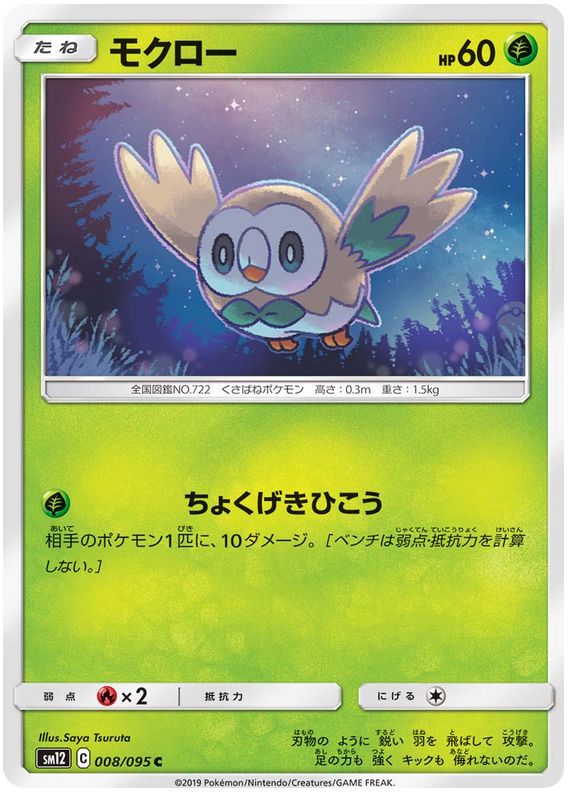 たね モクロー HP60
全国図鑑NO.722 くさばねポケモン 高さ：0.3m 重さ：1.5kg
ちょくげきひこう
相手のポケモン1匹に、10ダメージ。［ベンチは弱点・抵抗力を計算
しない。］
弱点 ×2 抵抗力 にげる
Illus.Saya Tsuruta
刃物の ように 鋭い 羽を 飛ばして 攻撃。
足の力も 強く キックも 侮れないのだ。
SM12 C 008/095 C
©2019 Pokémon/Nintendo/Creatures/GAME FREAK.